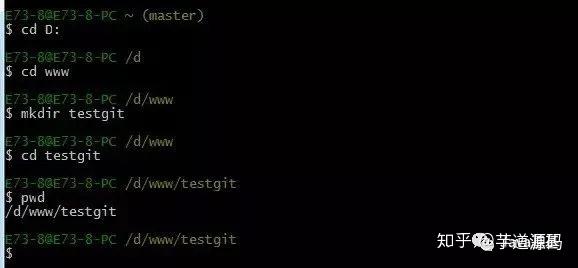 E73-8@E73-8-PC ~ (master)
$ cd D:
E73-8@E73-8-PC /d
$ cd www
E73-8@E73-8-PC /d/www
$ mkdir testgit
E73-8@E73-8-PC /d/www
$ cd testgit
E73-8@E73-8-PC /d/www/testgit
$ pwd
/d/www/testgit
E73-8@E73-8-PC /d/www/testgit
$
知乎 芋道源码